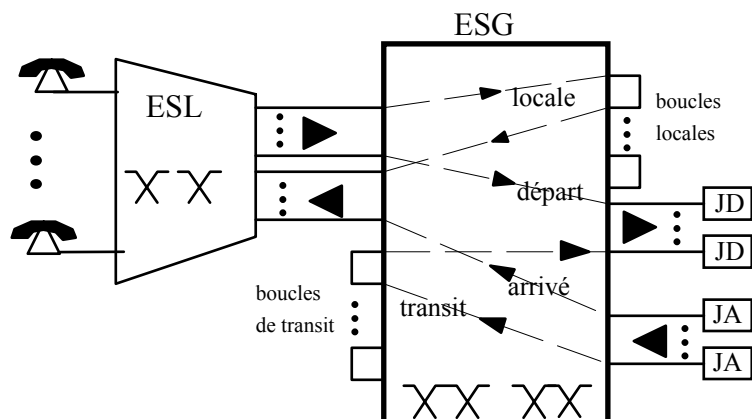 ESG
ESL
locale
boucles
locales
départ
JD
JD
boucles
de transit
transit
arrivé
JA
JA